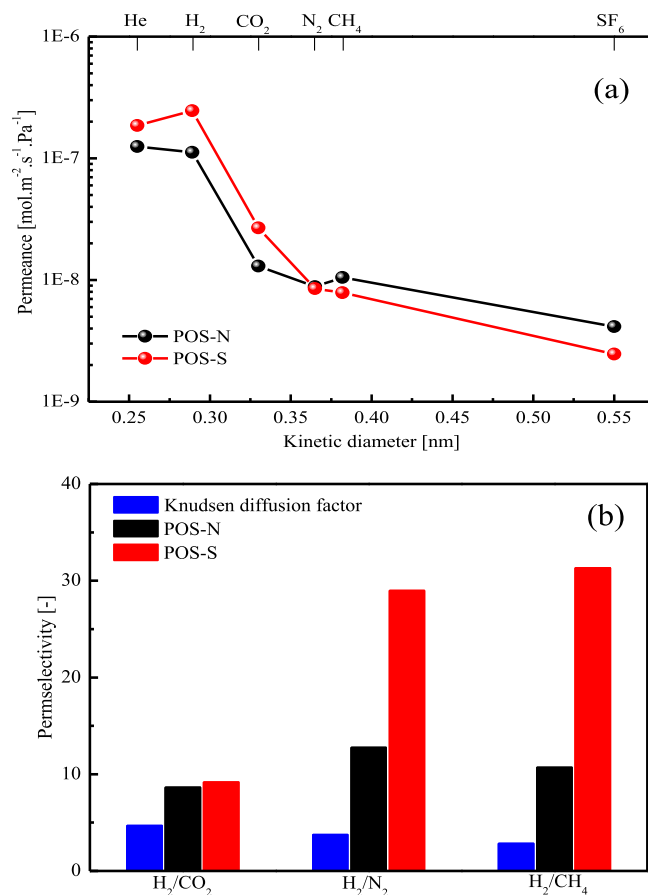 He H₂ CO₂ N₂ CH₄ SF₆
1E-6
(a)
1E-7
1E-8
1E-9
Permeance [mol.m⁻².s⁻¹.Pa⁻¹]
POS-N
POS-S
0.25 0.30 0.35 0.40 0.45 0.50 0.55
Kinetic diameter [nm]
40
30
20
10
0
Permselectivity [-]
Knudsen diffusion factor
POS-N
POS-S
(b)
H₂/CO₂ H₂/N₂ H₂/CH₄